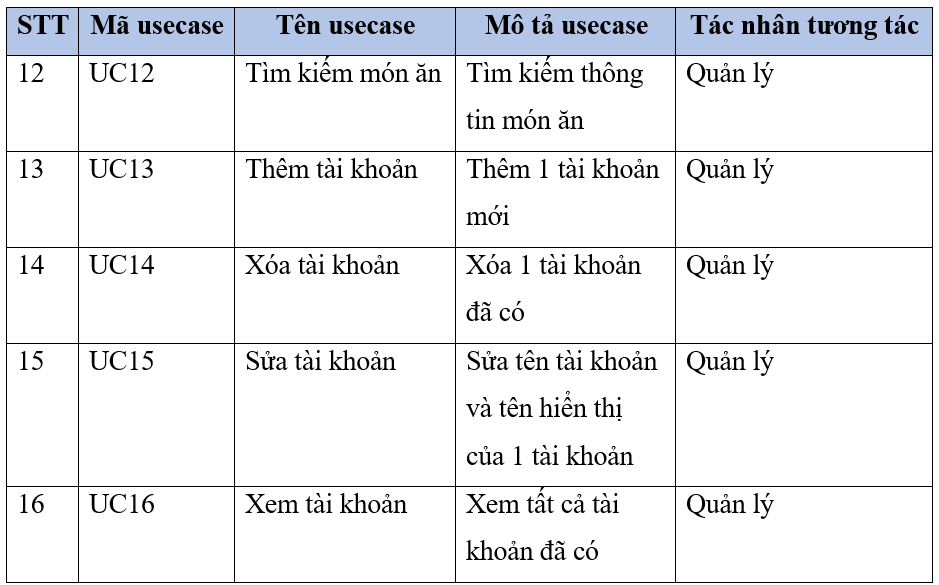 STT Mã usecase Tên usecase Mô tả usecase Tác nhân tương tác
12 UC12 Tìm kiếm món ăn Tìm kiếm thông Quản lý
tin món ăn
13 UC13 Thêm tài khoản Thêm 1 tài khoản Quản lý
mới
14 UC14 Xóa tài khoản Xóa 1 tài khoản Quản lý
đã có
15 UC15 Sửa tài khoản Sửa tên tài khoản Quản lý
và tên hiển thị
của 1 tài khoản
16 UC16 Xem tài khoản Xem tất cả tài Quản lý
khoản đã có